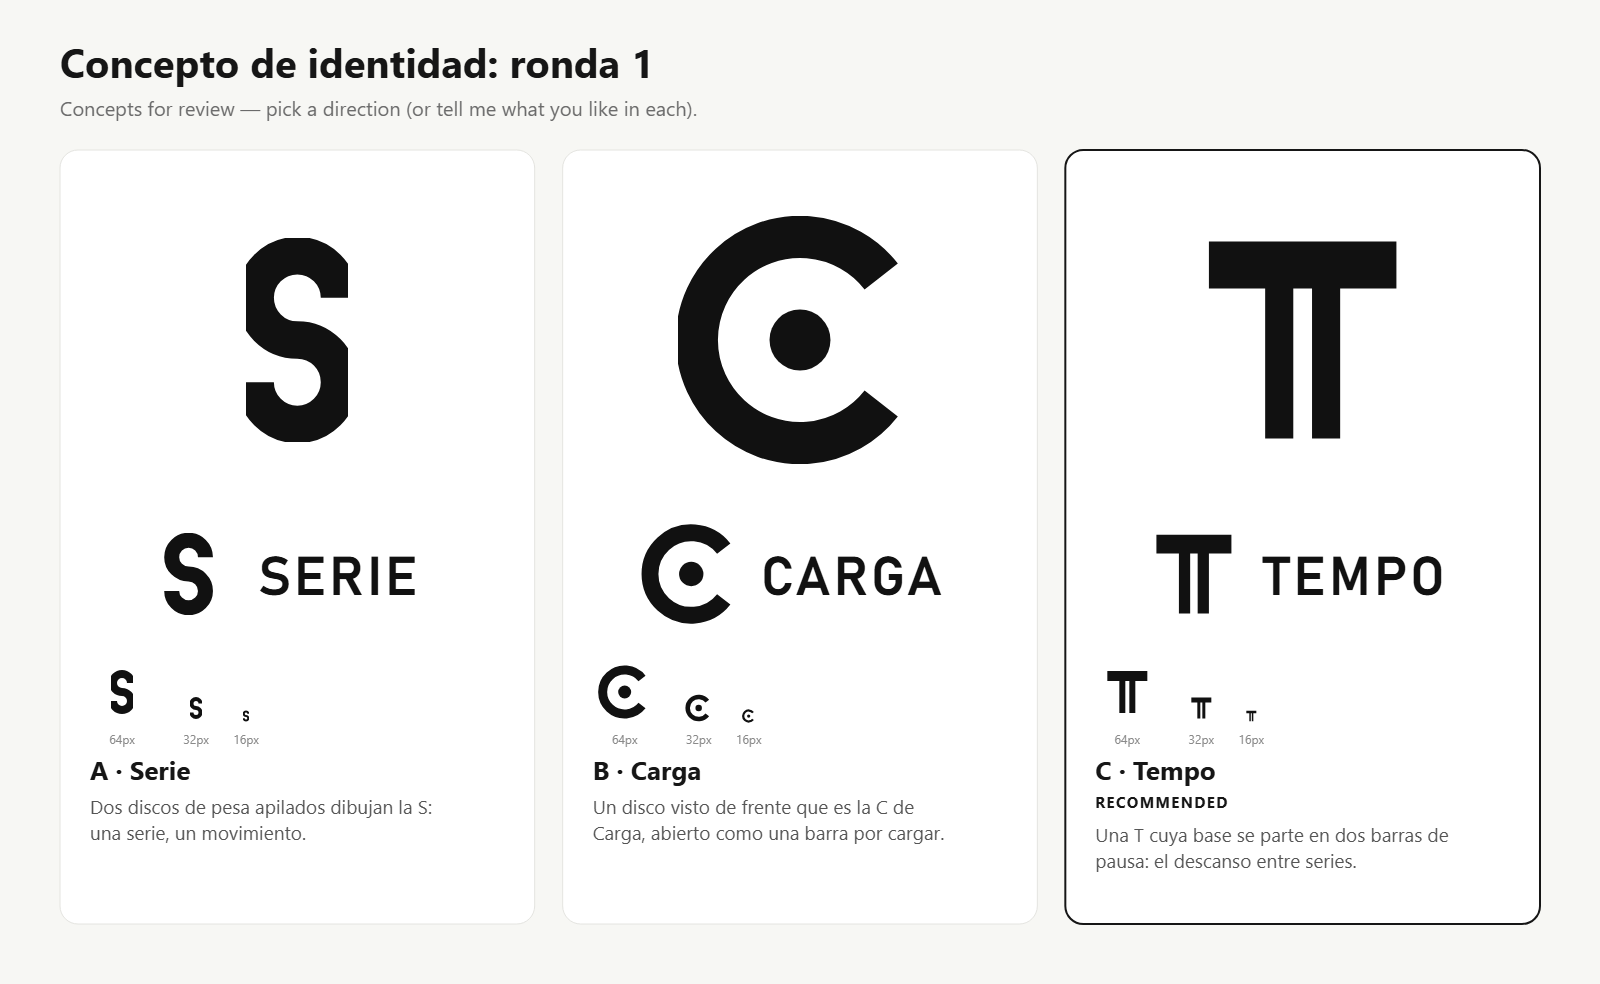 Concepto de identidad: ronda 1
Concepts for review — pick a direction (or tell me what you like in each).
S
S SERIE
S S S
64px 32px 16px
A · Serie
Dos discos de pesa apilados dibujan la S:
una serie, un movimiento.
C
C CARGA
C C C
64px 32px 16px
B · Carga
Un disco visto de frente que es la C de
Carga, abierto como una barra por cargar.
T
T TEMPO
T T T
64px 32px 16px
C · Tempo
RECOMMENDED
Una T cuya base se parte en dos barras de
pausa: el descanso entre series.